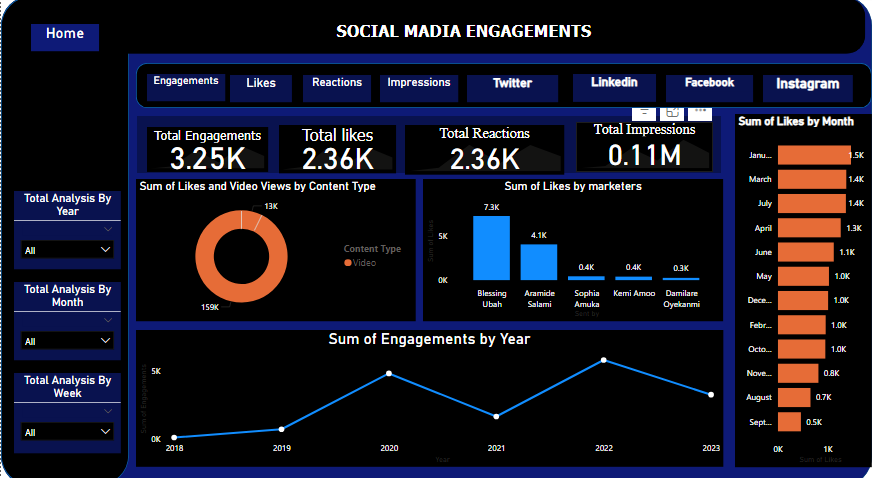 Home
SOCIAL MADIA ENGAGEMENTS
Engagements
Likes
Reactions
Impressions
Twitter
Linkedin
Facebook
Instagram
Total Engagements
3.25K
Total likes
2.36K
Total Reactions
2.36K
Total Impressions
0.11M
Total Analysis By
Year
All
Total Analysis By
Month
All
Total Analysis By
Week
All
Sum of Likes and Video Views by Content Type
13K
159K
Content Type
Video
Sum of Likes by marketers
Sum of Likes
5K
0K
7.3K
4.1K
0.4K
0.4K
0.3K
Blessing
Ubah
Aramide
Salami
Sophia
Amuka
Kemi Amoo
Damilare
Oyekanmi
Sent by
Sum of Engagements by Year
Sum of Engagements
5K
0K
2018
2019
2020
2021
2022
2023
Year
Sum of Likes by Month
Janu... 1.5K
March 1.4K
July 1.4K
April 1.3K
June 1.1K
May 1.0K
Dece... 1.0K
Febr... 1.0K
Octo... 1.0K
Nove... 0.8K
August 0.7K
Sept... 0.5K
0K
1K
Sum of Likes